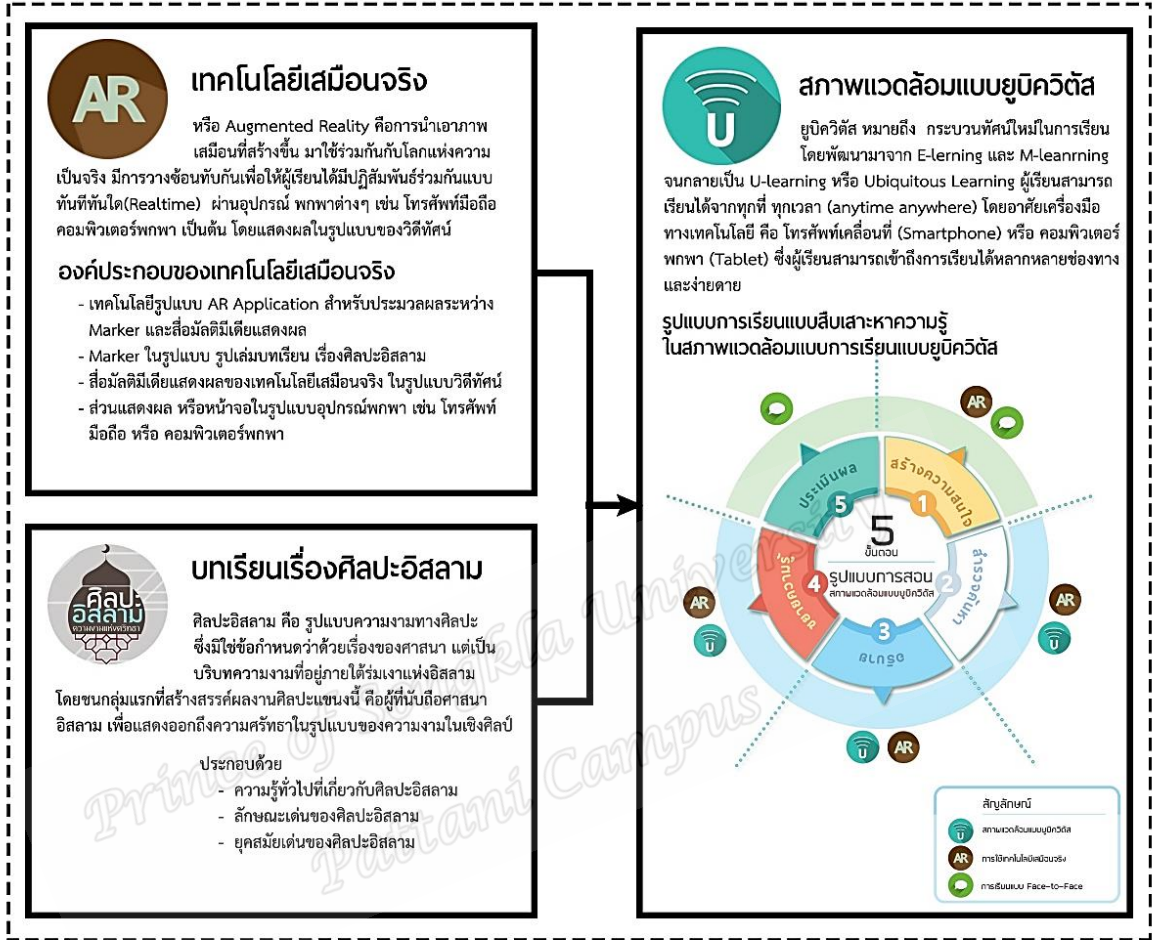 AR
เทคโนโลยีเสมือนจริง
หรือ Augmented Reality คือการนำเอาภาพ
เสมือนที่สร้างขึ้น มาใช้ร่วมกันกับโลกแห่งความ
เป็นจริง มีการวางซ้อนทับกันเพื่อให้ผู้เรียนได้มีปฏิสัมพันธ์ร่วมกันแบบ
ทันทีทันใด(Realtime) ผ่านอุปกรณ์ พกพาต่างๆ เช่น โทรศัพท์มือถือ
คอมพิวเตอร์พกพา เป็นต้น โดยแสดงผลในรูปแบบของวิดีทัศน์
องค์ประกอบของเทคโนโลยีเสมือนจริง
- เทคโนโลยีรูปแบบ AR Application สำหรับประมวลผลระหว่าง
Marker และสื่อมัลติมีเดียแสดงผล
- Marker ในรูปแบบ รูปเล่มบทเรียน เรื่องศิลปะอิสลาม
- สื่อมัลติมีเดียแสดงผลของเทคโนโลยีเสมือนจริง ในรูปแบบวิดีทัศน์
- ส่วนแสดงผล หรือหน้าจอในรูปแบบอุปกรณ์พกพา เช่น โทรศัพท์
มือถือ หรือ คอมพิวเตอร์พกพา
ศิลปะ
อิสลาม
ความงามแห่งศรัทธา
บทเรียนเรื่องศิลปะอิสลาม
ศิลปะอิสลาม คือ รูปแบบความงามทางศิลปะ
ซึ่งมิใช่ข้อกำหนดว่าด้วยเรื่องของศาสนา แต่เป็น
บริบทความงามที่อยู่ภายใต้ร่มเงาแห่งอิสลาม
โดยชนกลุ่มแรกที่สร้างสรรค์ผลงานศิลปะแขนงนี้ คือผู้ที่นับถือศาสนา
อิสลาม เพื่อแสดงออกถึงความศรัทธาในรูปแบบของความงามในเชิงศิลป์
ประกอบด้วย
- ความรู้ทั่วไปที่เกี่ยวกับศิลปะอิสลาม
- ลักษณะเด่นของศิลปะอิสลาม
- ยุคสมัยเด่นของศิลปะอิสลาม
U
สภาพแวดล้อมแบบยูบิควิตัส
ยูบิควิตัส หมายถึง กระบวนทัศน์ใหม่ในการเรียน
โดยพัฒนามาจาก E-lerning และ M-leanrning
จนกลายเป็น U-learning หรือ Ubiquitous Learning ผู้เรียนสามารถ
เรียนได้จากทุกที่ ทุกเวลา (anytime anywhere) โดยอาศัยเครื่องมือ
ทางเทคโนโลยี คือ โทรศัพท์เคลื่อนที่ (Smartphone) หรือ คอมพิวเตอร์
พกพา (Tablet) ซึ่งผู้เรียนสามารถเข้าถึงการเรียนได้หลากหลายช่องทาง
และง่ายดาย
รูปแบบการเรียนแบบสืบเสาะหาความรู้
ในสภาพแวดล้อมแบบการเรียนแบบยูบิควิตัส
AR
ประเมินผล
5
สร้างความสนใจ
1
5
ขั้นตอน
รูปแบบการสอน
สภาพแวดล้อมแบบยูบิควิตัส
สำรวจค้นหา
2
AR
U
อธิบาย
3
U
AR
ขยายความรู้
4
AR
U
สัญลักษณ์
U
สภาพแวดล้อมแบบยูบิควิตัส
AR
การใช้เทคโนโลยีเสมือนจริง
การเรียนแบบ Face-to-Face
Prince of Songkla University
Pattani Campus